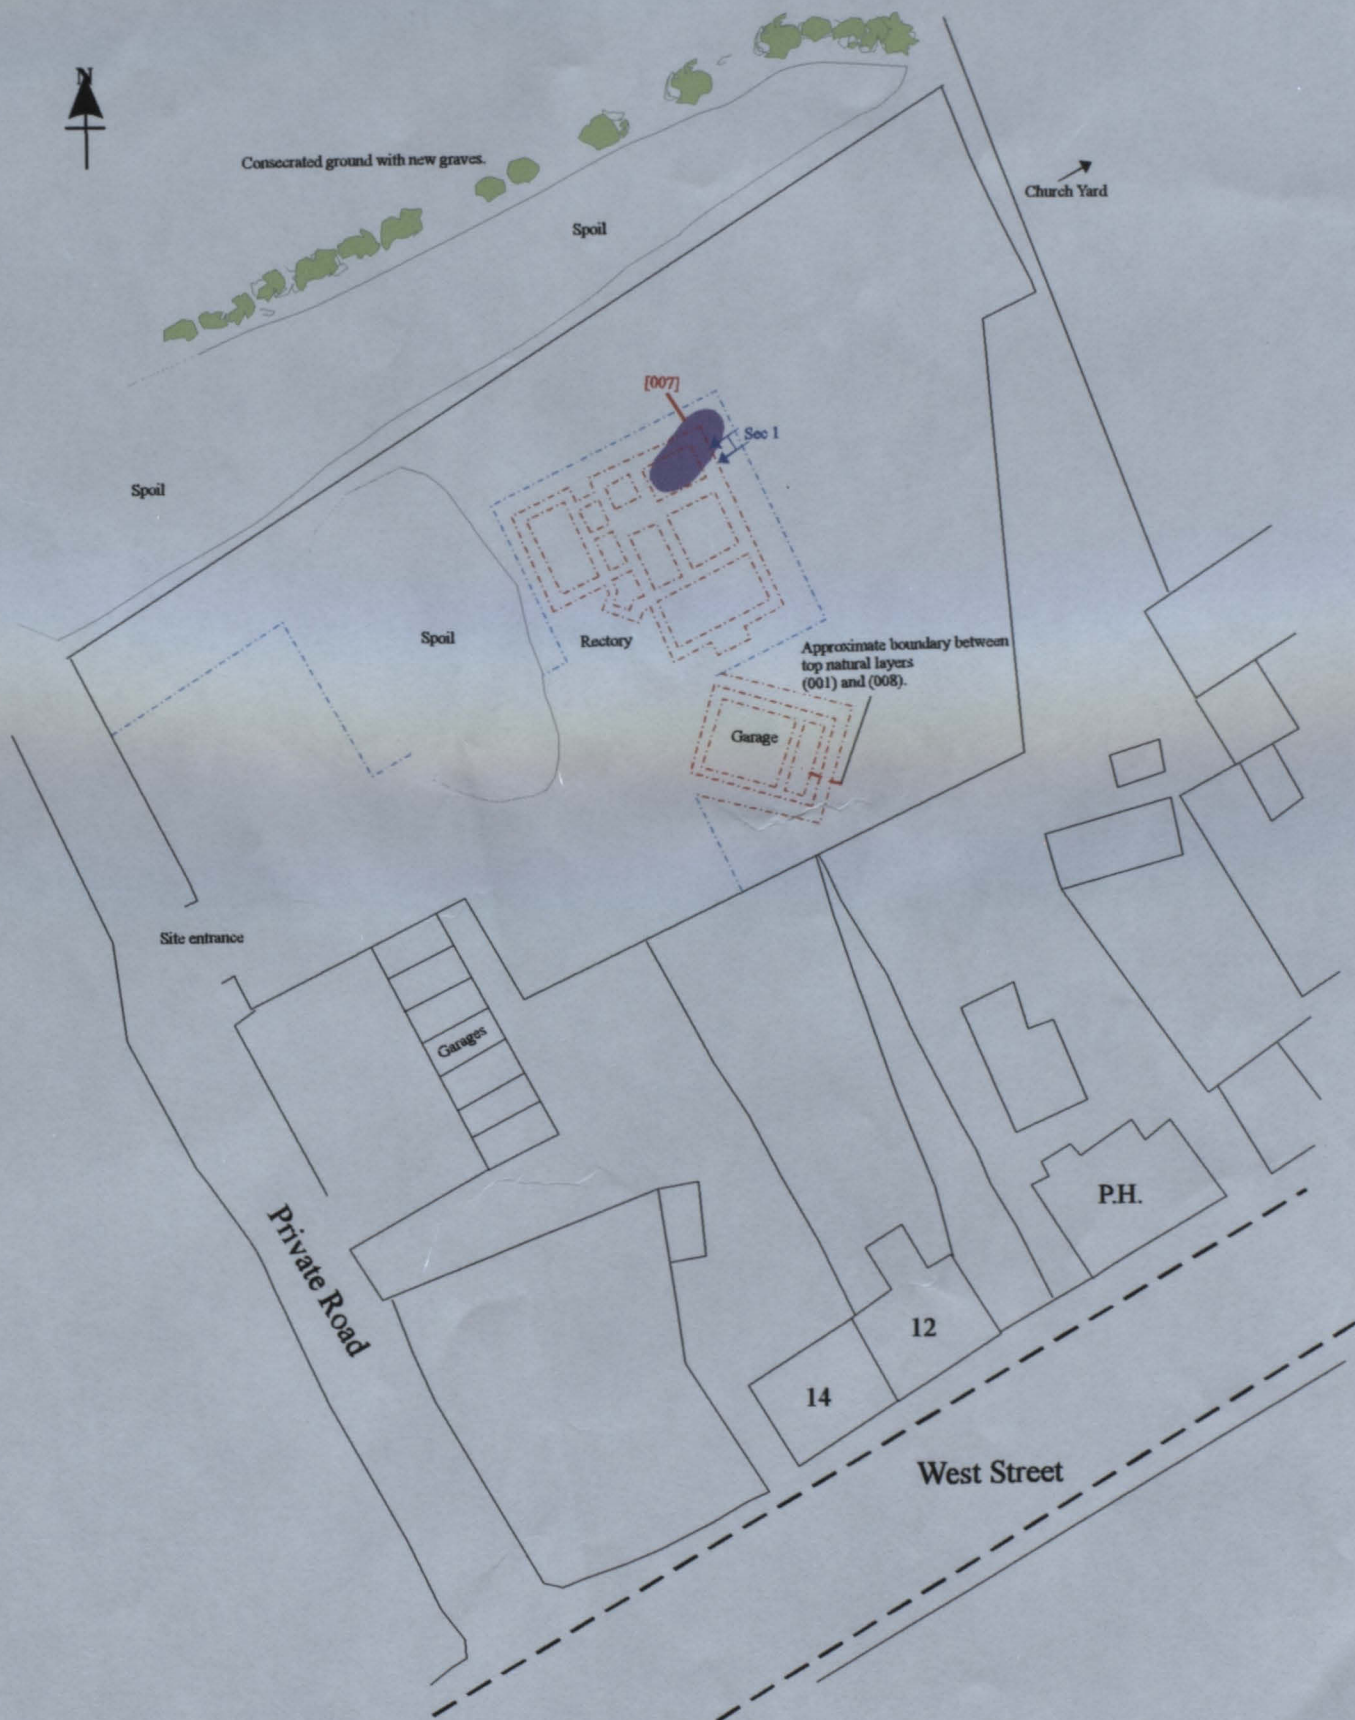 N
Consecrated ground with new graves.
Church Yard
Spoil
[007]
Sec 1
Spoil
Spoil
Rectory
Approximate boundary between
top natural layers
(001) and (008).
Garage
Site entrance
Garages
Private Road
P.H.
12
14
West Street